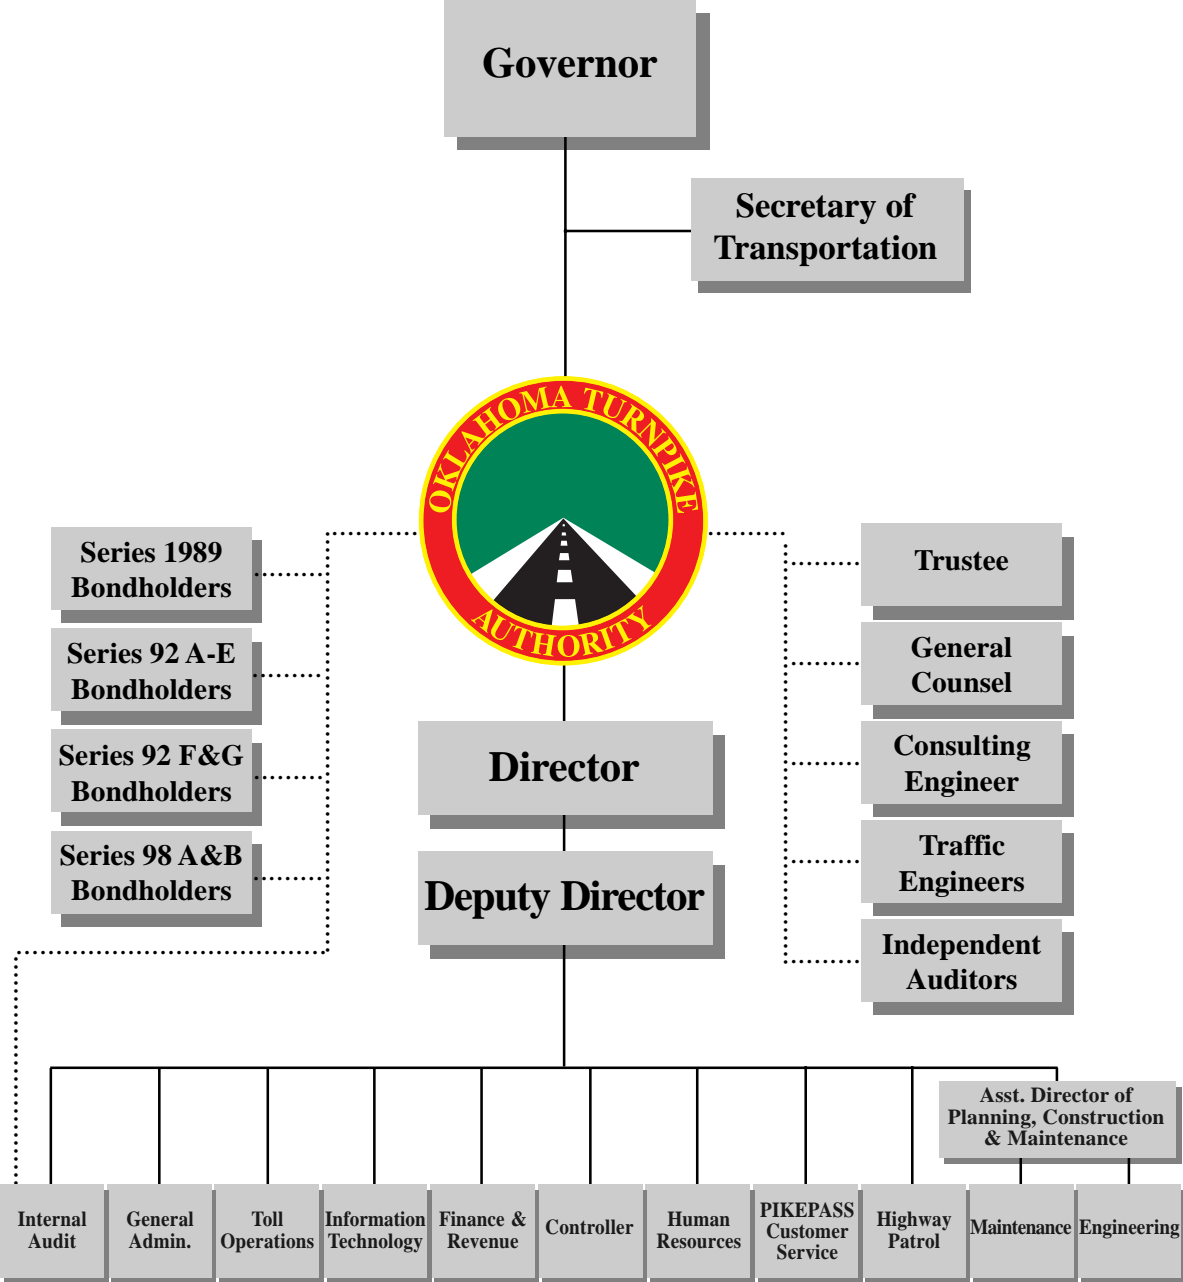 Governor
Secretary of
Transportation
OKLAHOMA TURNPIKE
AUTHORITY
Series 1989
Bondholders
Series 92 A-E
Bondholders
Series 92 F&G
Bondholders
Series 98 A&B
Bondholders
Trustee
General
Counsel
Consulting
Engineer
Traffic
Engineers
Independent
Auditors
Director
Deputy Director
Asst. Director of
Planning, Construction
& Maintenance
Internal
Audit
General
Admin.
Toll
Operations
Information
Technology
Finance &
Revenue
Controller
Human
Resources
PIKEPASS
Customer
Service
Highway
Patrol
Maintenance
Engineering